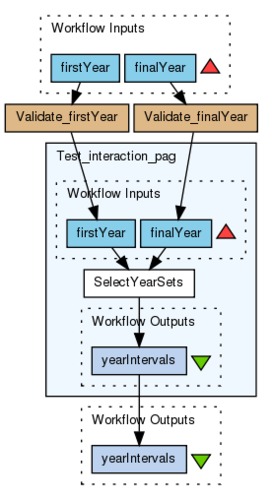 Workflow Inputs
firstYear
finalYear
Validate_firstYear
Validate_finalYear
Test_interaction_pag
Workflow Inputs
firstYear
finalYear
SelectYearSets
Workflow Outputs
yearIntervals
Workflow Outputs
yearIntervals